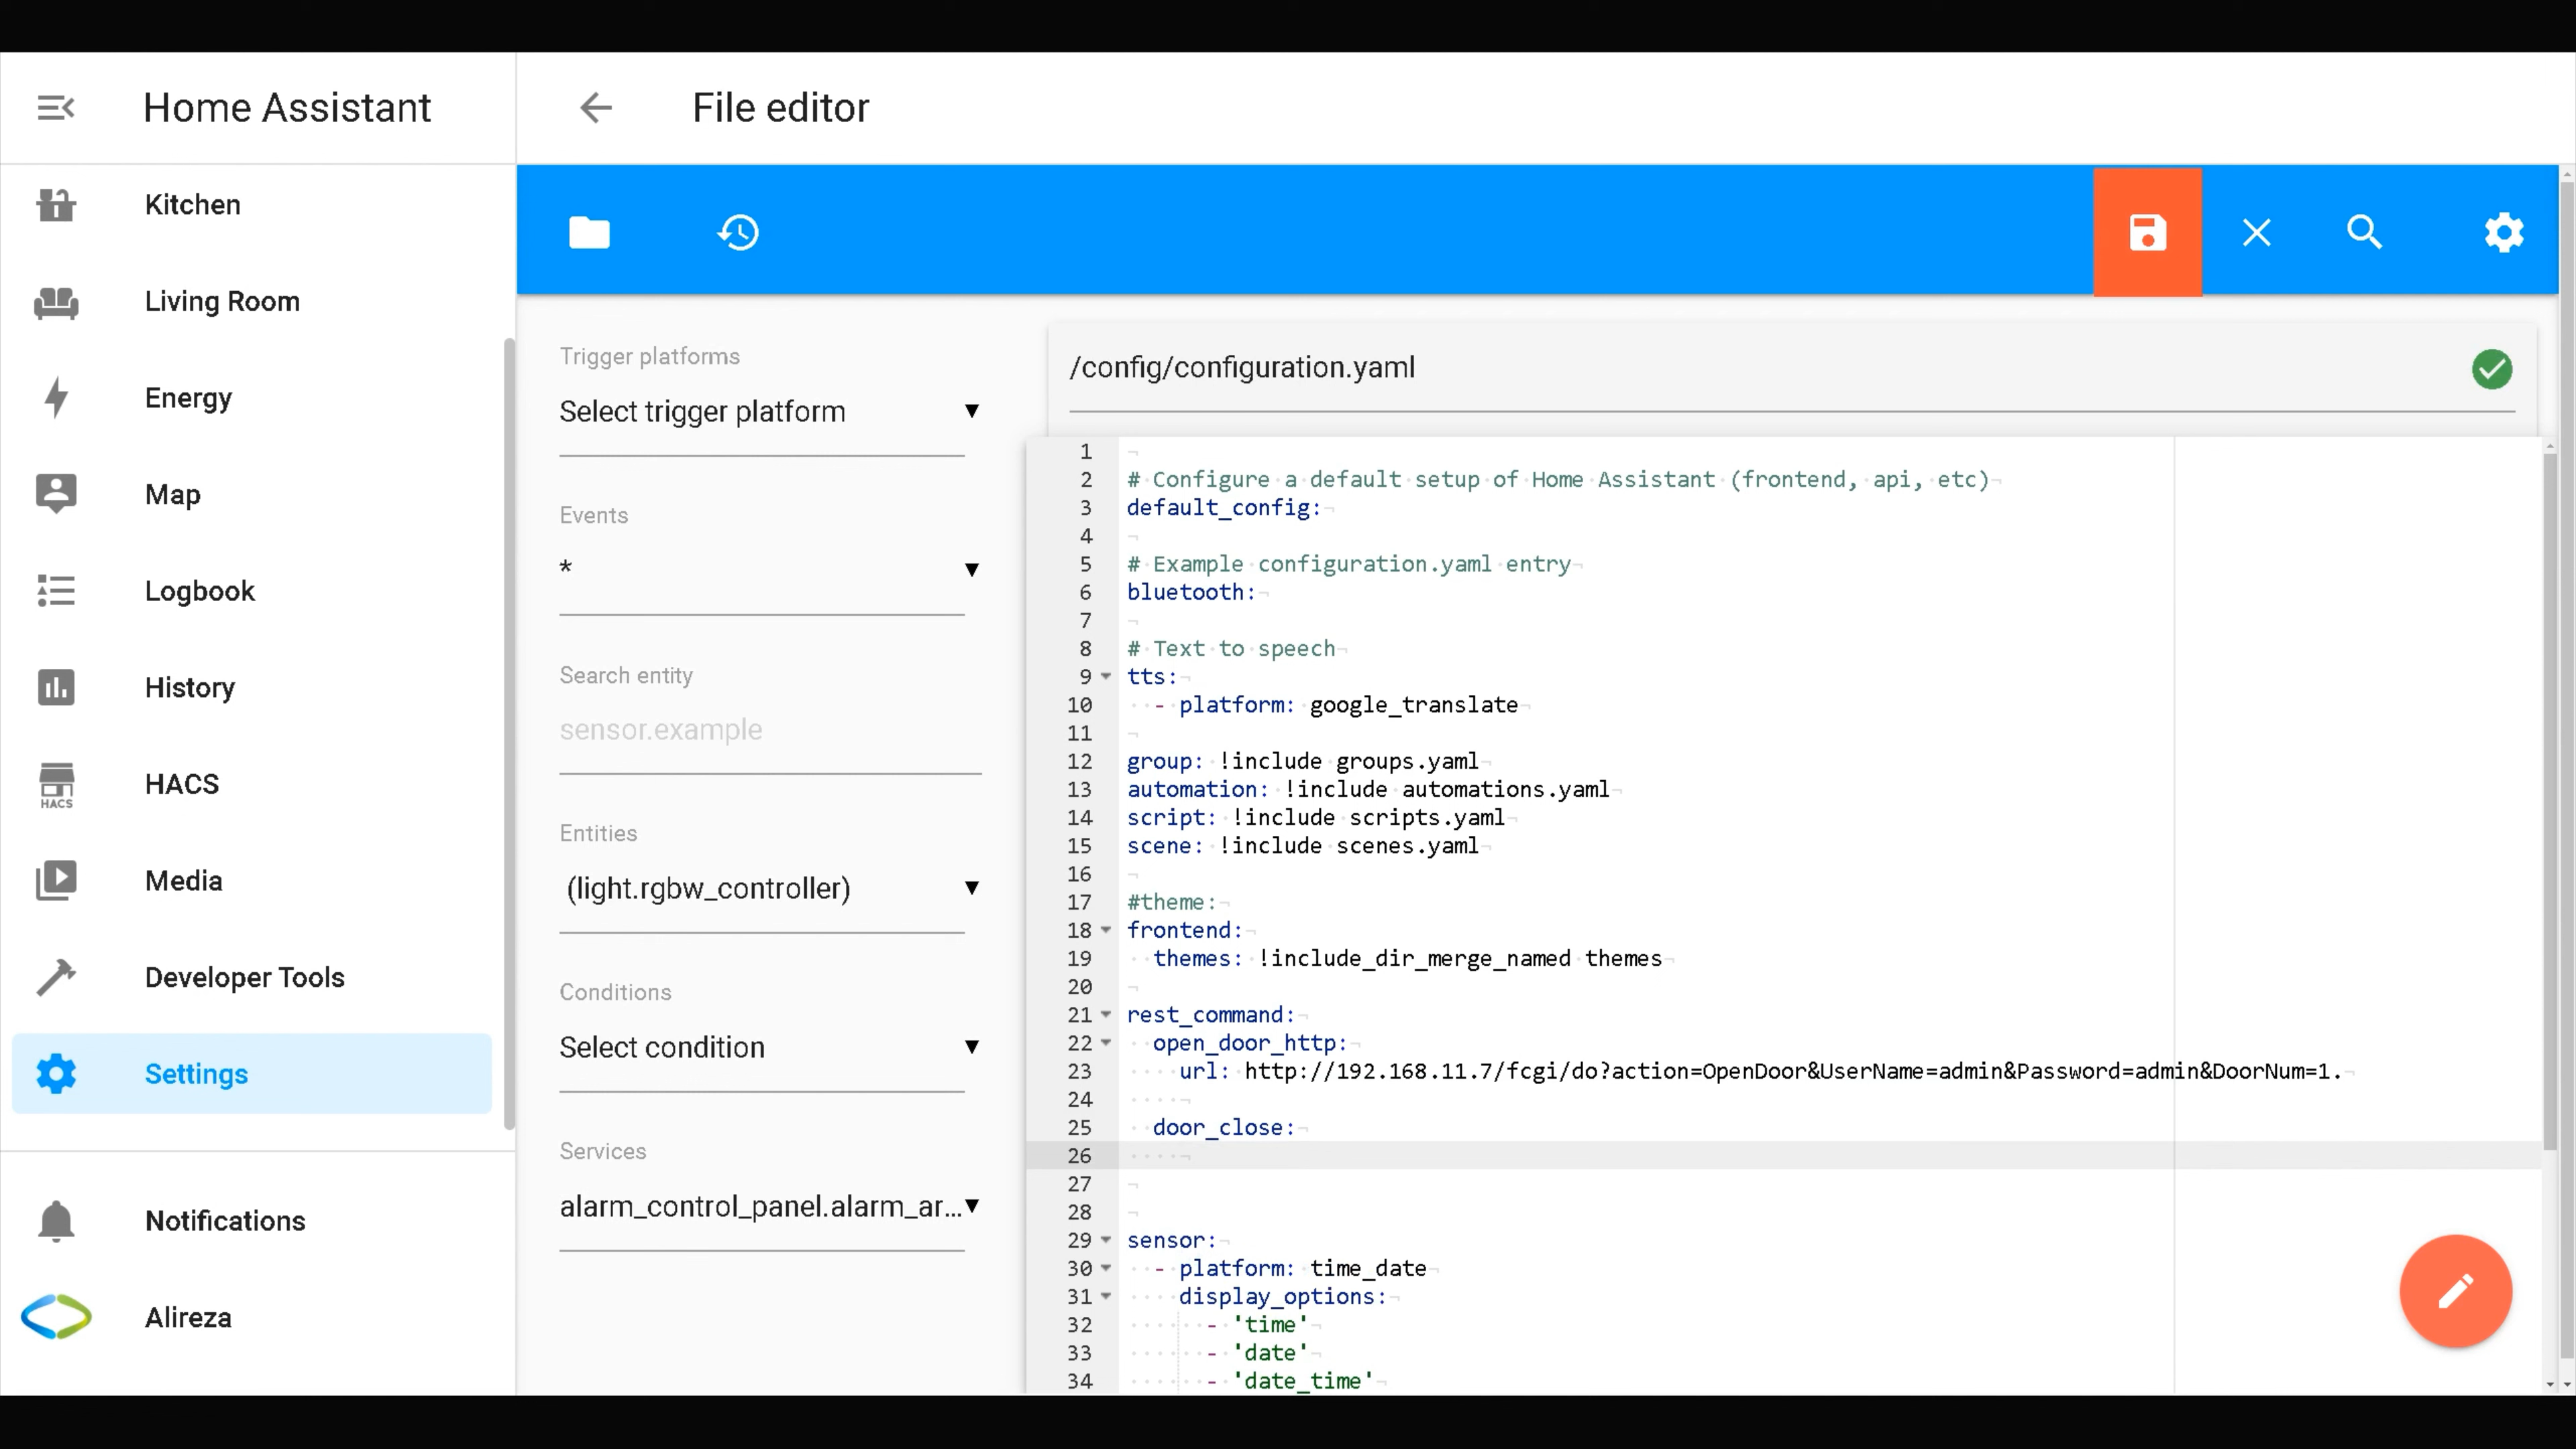 Home Assistant
File editor
Kitchen
Living Room
Energy
Map
Logbook
History
HACS
HACS
Media
Developer Tools
Settings
Notifications
Alireza
Trigger platforms
Select trigger platform
Events
*
Search entity
sensor.example
Entities
(light.rgbw_controller)
Conditions
Select condition
Services
alarm_control_panel.alarm_ar...
/config/configuration.yaml
1
2 # Configure a default setup of Home Assistant (frontend, api, etc)
3 default_config:
4
5 # Example configuration.yaml entry
6 bluetooth:
7
8 # Text to speech
9 tts:
10   - platform: google_translate
11
12 group: !include groups.yaml
13 automation: !include automations.yaml
14 script: !include scripts.yaml
15 scene: !include scenes.yaml
16
17 #theme:
18 frontend:
19   themes: !include_dir_merge_named themes
20
21 rest_command:
22   open_door_http:
23     url: http://192.168.11.7/fcgi/do?action=OpenDoor&UserName=admin&Password=admin&DoorNum=1.
24
25   door_close:
26
27
28
29 sensor:
30   - platform: time_date
31     display_options:
32       - 'time'
33       - 'date'
34       - 'date_time'